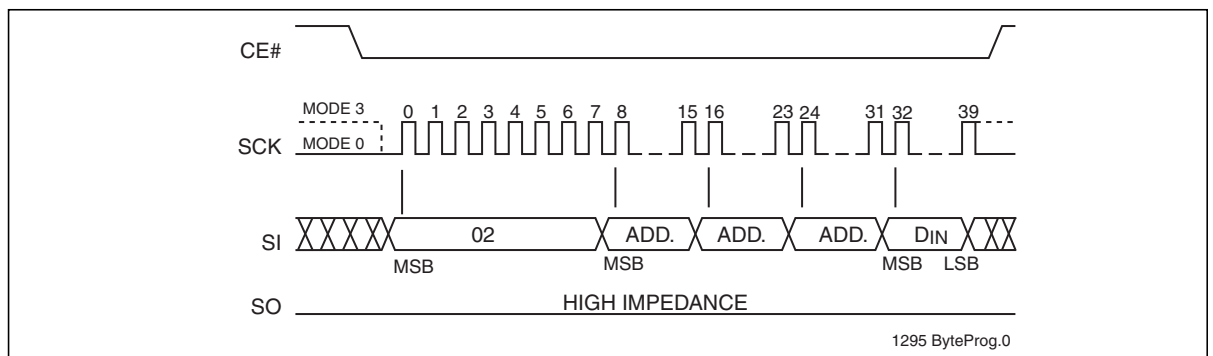 CE#
MODE 3
0 1 2 3 4 5 6 7 8 15 16 23 24 31 32 39
SCK MODE 0
SI 02 ADD. ADD. ADD. DIN
MSB MSB MSB LSB
SO HIGH IMPEDANCE
1295 ByteProg.0